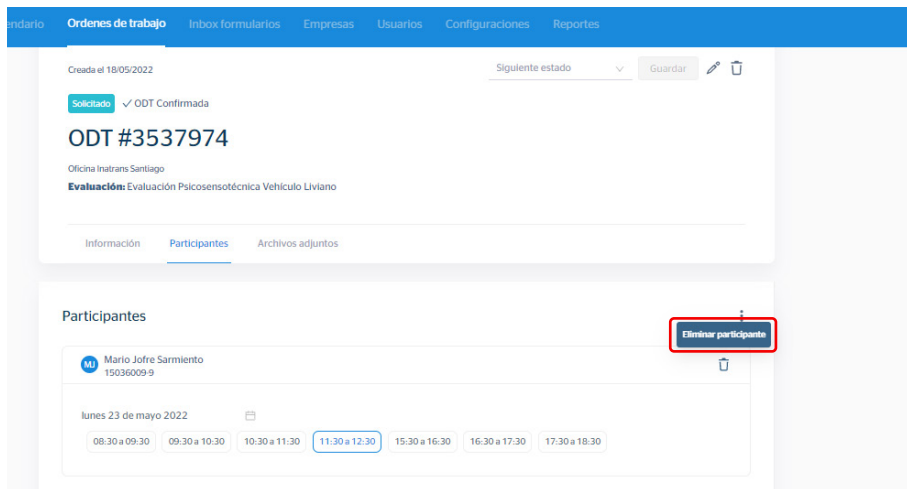 endario Ordenes de trabajo Inbox formularios Empresas Usuarios Configuraciones Reportes
Creada el 18/05/2022 Siguiente estado Guardar
Solicitado ODT Confirmada
ODT #3537974
Oficina Inatrans Santiago
Evaluación: Evaluación Psicosensotécnica Vehículo Liviano
Información Participantes Archivos adjuntos
Participantes
Eliminar participante
MJ Mario Jofre Sarmiento
15036009-9
lunes 23 de mayo 2022
08:30 a 09:30 09:30 a 10:30 10:30 a 11:30 11:30 a 12:30 15:30 a 16:30 16:30 a 17:30 17:30 a 18:30